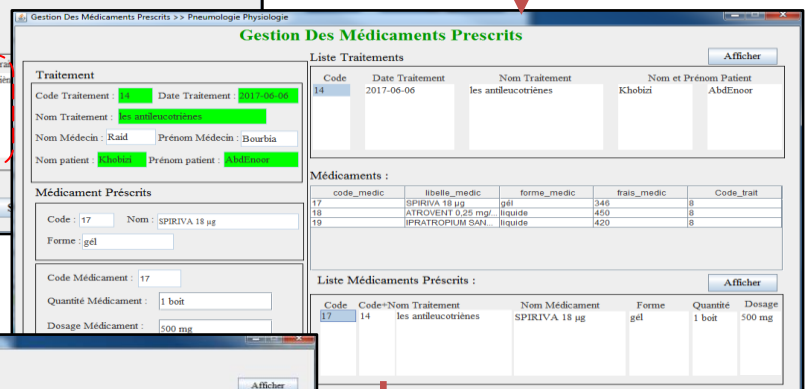 Gestion Des Médicaments Prescrits >> Pneumologie Physiologie
Gestion Des Médicaments Prescrits
Traitement
Code Traitement : 14 Date Traitement : 2017-06-06
Nom Traitement : les antileucotriènes
Nom Médecin : Raid Prénom Médecin : Bourbia
Nom patient : Khobizi Prénom patient : AbdEnoor
Médicament Préscrits
Code : 17 Nom : SPIRIVA 18 µg
Forme : gél
Code Médicament : 17
Quantité Médicament : 1 boit
Dosage Médicament : 500 mg
Liste Traitements
Afficher
Code Date Traitement Nom Traitement Nom et Prénom Patient
14 2017-06-06 les antileucotriènes Khobizi AbdEnoor
Médicaments :
code_medic libelle_medic forme_medic frais_medic Code_trait
17 SPIRIVA 18 µg gél 346 8
18 ATROVENT 0,25 mg/... liquide 450 8
19 IPRATROPIUM SAN... liquide 420 8
Liste Médicaments Préscrits :
Afficher
Code Code+Nom Traitement Nom Médicament Forme Quantité Dosage
17 14 les antileucotriènes SPIRIVA 18 µg gél 1 boit 500 mg
Afficher